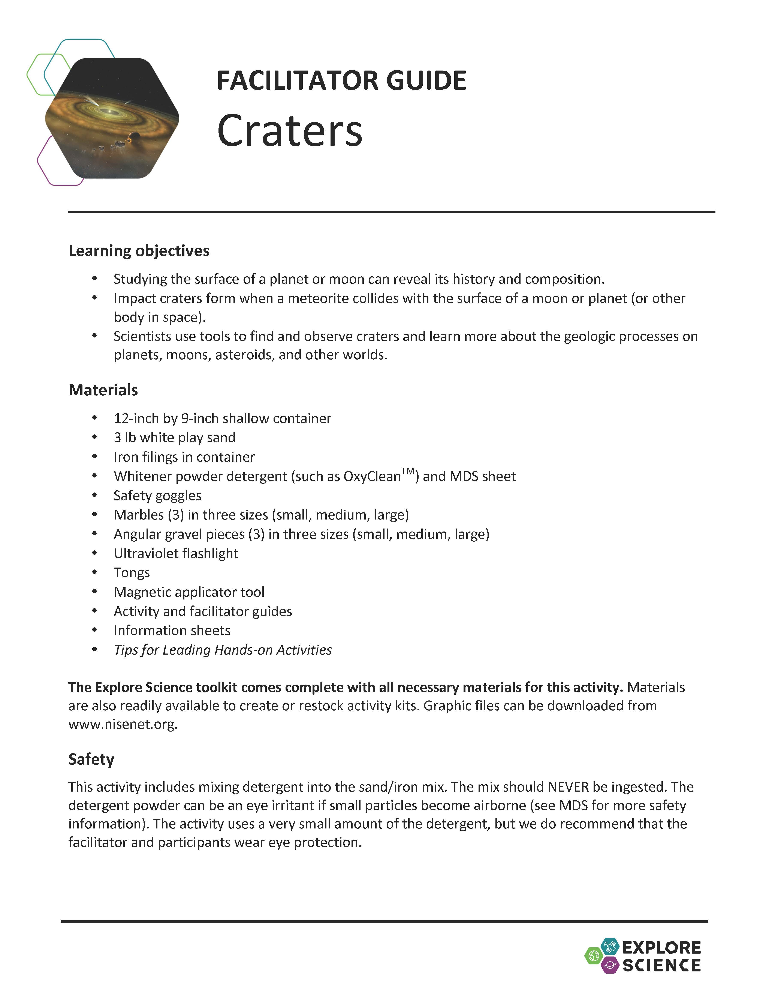 FACILITATOR GUIDE
Craters
Learning objectives
• Studying the surface of a planet or moon can reveal its history and composition.
• Impact craters form when a meteorite collides with the surface of a moon or planet (or other
body in space).
• Scientists use tools to find and observe craters and learn more about the geologic processes on
planets, moons, asteroids, and other worlds.
Materials
• 12-inch by 9-inch shallow container
• 3 lb white play sand
• Iron filings in container
• Whitener powder detergent (such as OxyClean™) and MDS sheet
• Safety goggles
• Marbles (3) in three sizes (small, medium, large)
• Angular gravel pieces (3) in three sizes (small, medium, large)
• Ultraviolet flashlight
• Tongs
• Magnetic applicator tool
• Activity and facilitator guides
• Information sheets
• Tips for Leading Hands-on Activities
The Explore Science toolkit comes complete with all necessary materials for this activity. Materials
are also readily available to create or restock activity kits. Graphic files can be downloaded from
www.nisenet.org.
Safety
This activity includes mixing detergent into the sand/iron mix. The mix should NEVER be ingested. The
detergent powder can be an eye irritant if small particles become airborne (see MDS for more safety
information). The activity uses a very small amount of the detergent, but we do recommend that the
facilitator and participants wear eye protection.
EXPLORE
SCIENCE